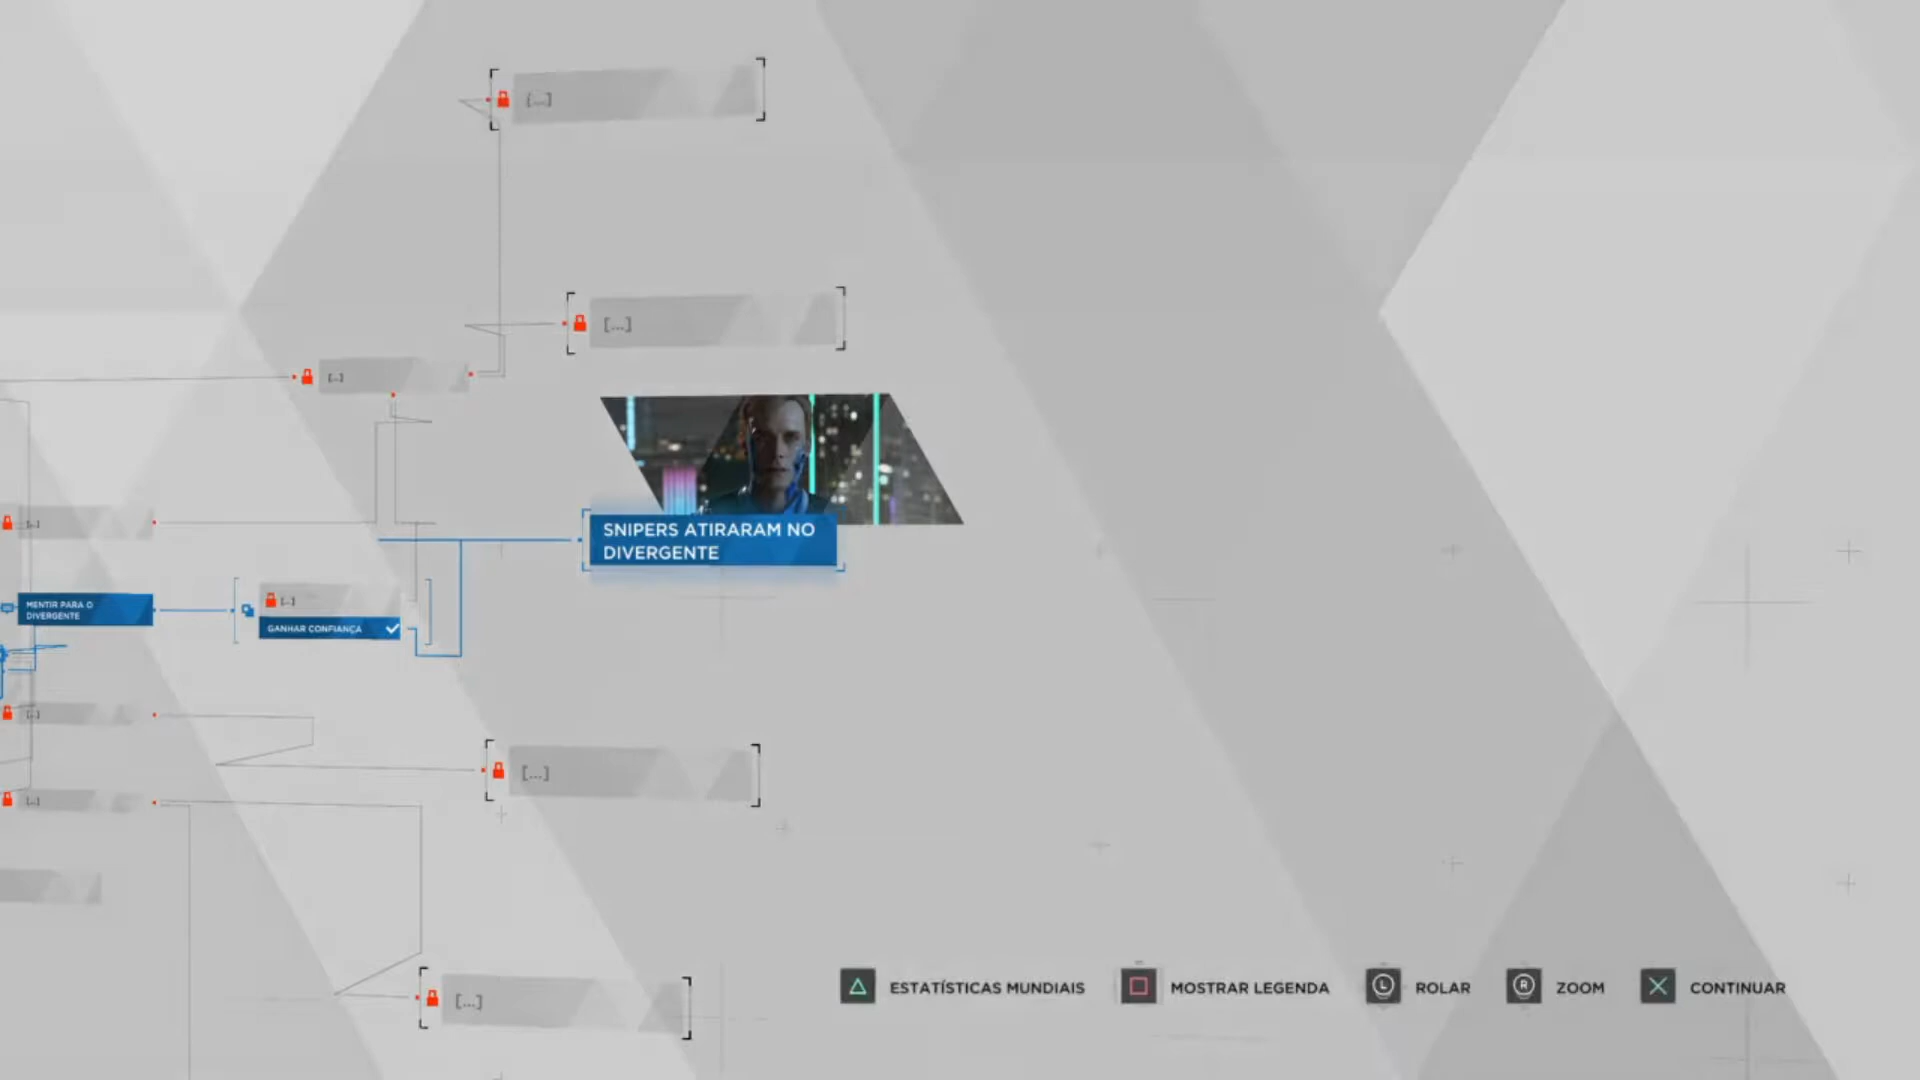 [...]
[...]
[...]
SNIPERS ATIRARAM NO
DIVERGENTE
[...]
MENTIR PARA O
DIVERGENTE
[...]
GANHAR CONFIANÇA
[...]
[...]
[...]
[...]
ESTATÍSTICAS MUNDIAIS
MOSTRAR LEGENDA
L ROLAR
R ZOOM
CONTINUAR